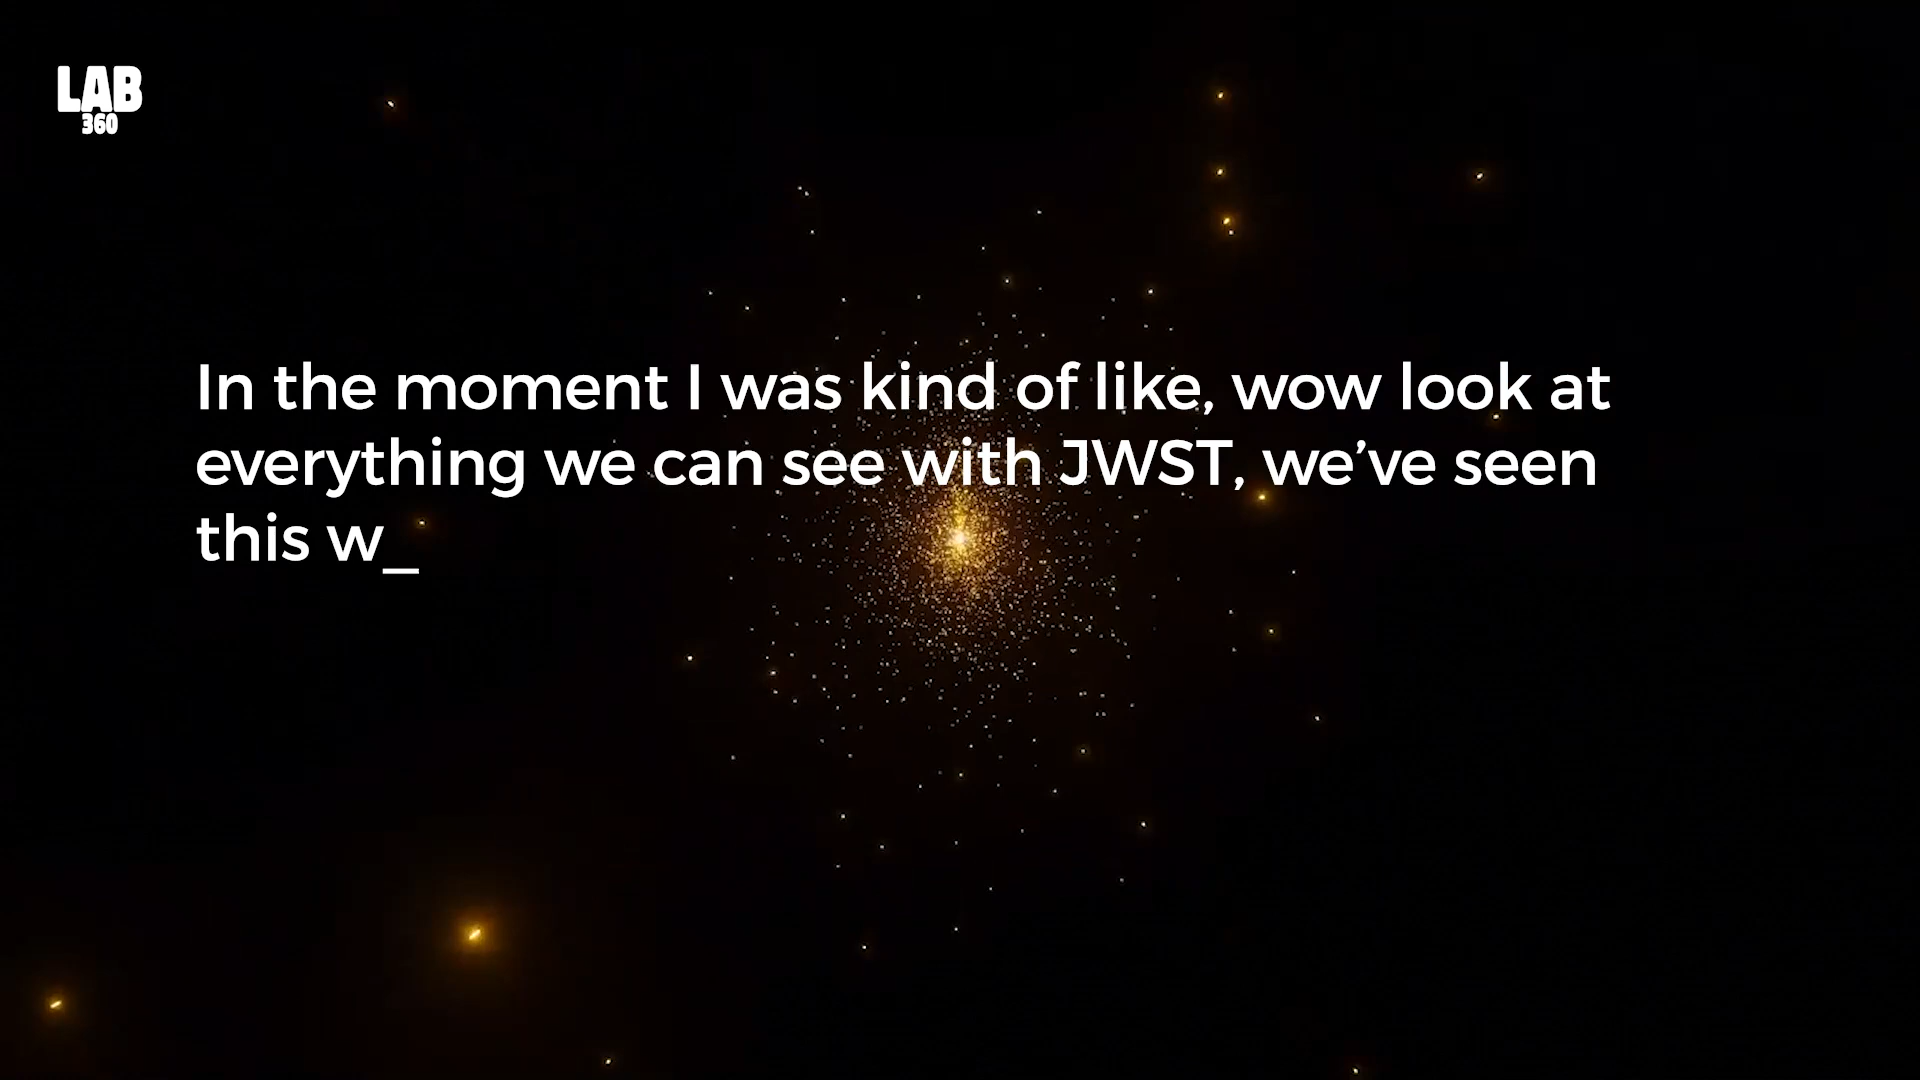 LAB
360
In the moment I was kind of like, wow look at
everything we can see with JWST, we’ve seen
this w_